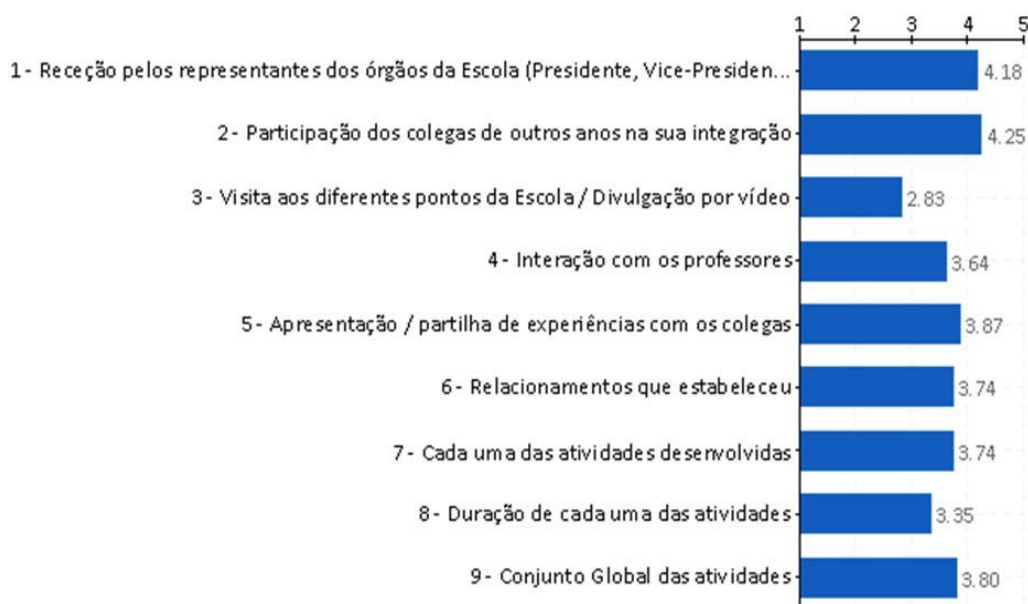 1 2 3 4 5
1- Receção pelos representantes dos órgãos da Escola (Presidente, Vice-Presiden... 4.18
2- Participação dos colegas de outros anos na sua integração 4.25
3- Visita aos diferentes pontos da Escola / Divulgação por vídeo 2.83
4- Interação com os professores 3.64
5- Apresentação / partilha de experiências com os colegas 3.87
6- Relacionamentos que estabeleceu 3.74
7- Cada uma das atividades desenvolvidas 3.74
8- Duração de cada uma das atividades 3.35
9- Conjunto Global das atividades 3.80